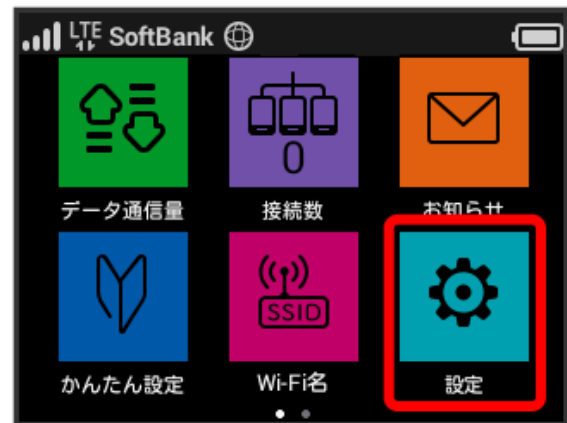 LTE SoftBank
0
データ通信量 接続数 お知らせ
SSID
かんたん設定 Wi-Fi名 設定